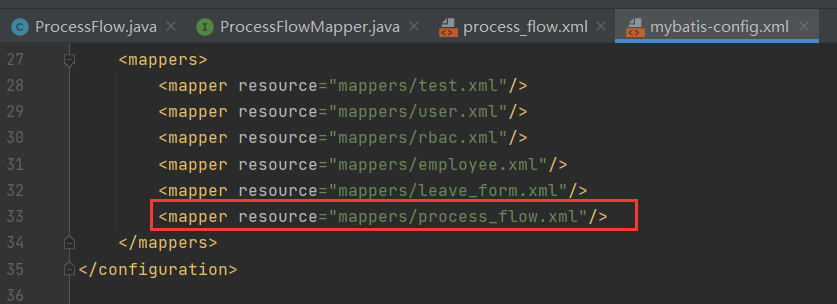 ProcessFlow.java ProcessFlowMapper.java process_flow.xml mybatis-config.xml
27 <mappers>
28 <mapper resource="mappers/test.xml"/>
29 <mapper resource="mappers/user.xml"/>
30 <mapper resource="mappers/rbac.xml"/>
31 <mapper resource="mappers/employee.xml"/>
32 <mapper resource="mappers/leave_form.xml"/>
33 <mapper resource="mappers/process_flow.xml"/>
34 </mappers>
35 </configuration>
36